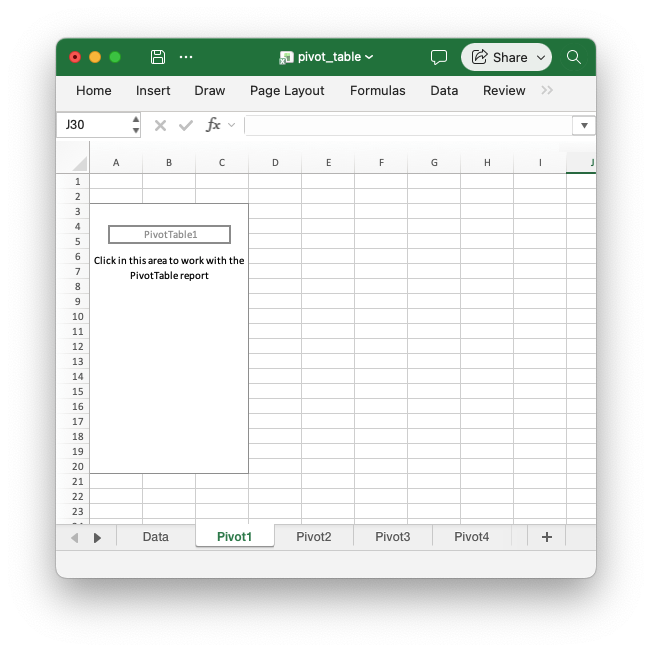 pivot_table
Share
Home Insert Draw Page Layout Formulas Data Review
J30
fx
A B C D E F G H I J
1
2
3
4
PivotTable1
5
6
Click in this area to work with the
7
PivotTable report
8
9
10
11
12
13
14
15
16
17
18
19
20
21
22
23
Data Pivot1 Pivot2 Pivot3 Pivot4 +